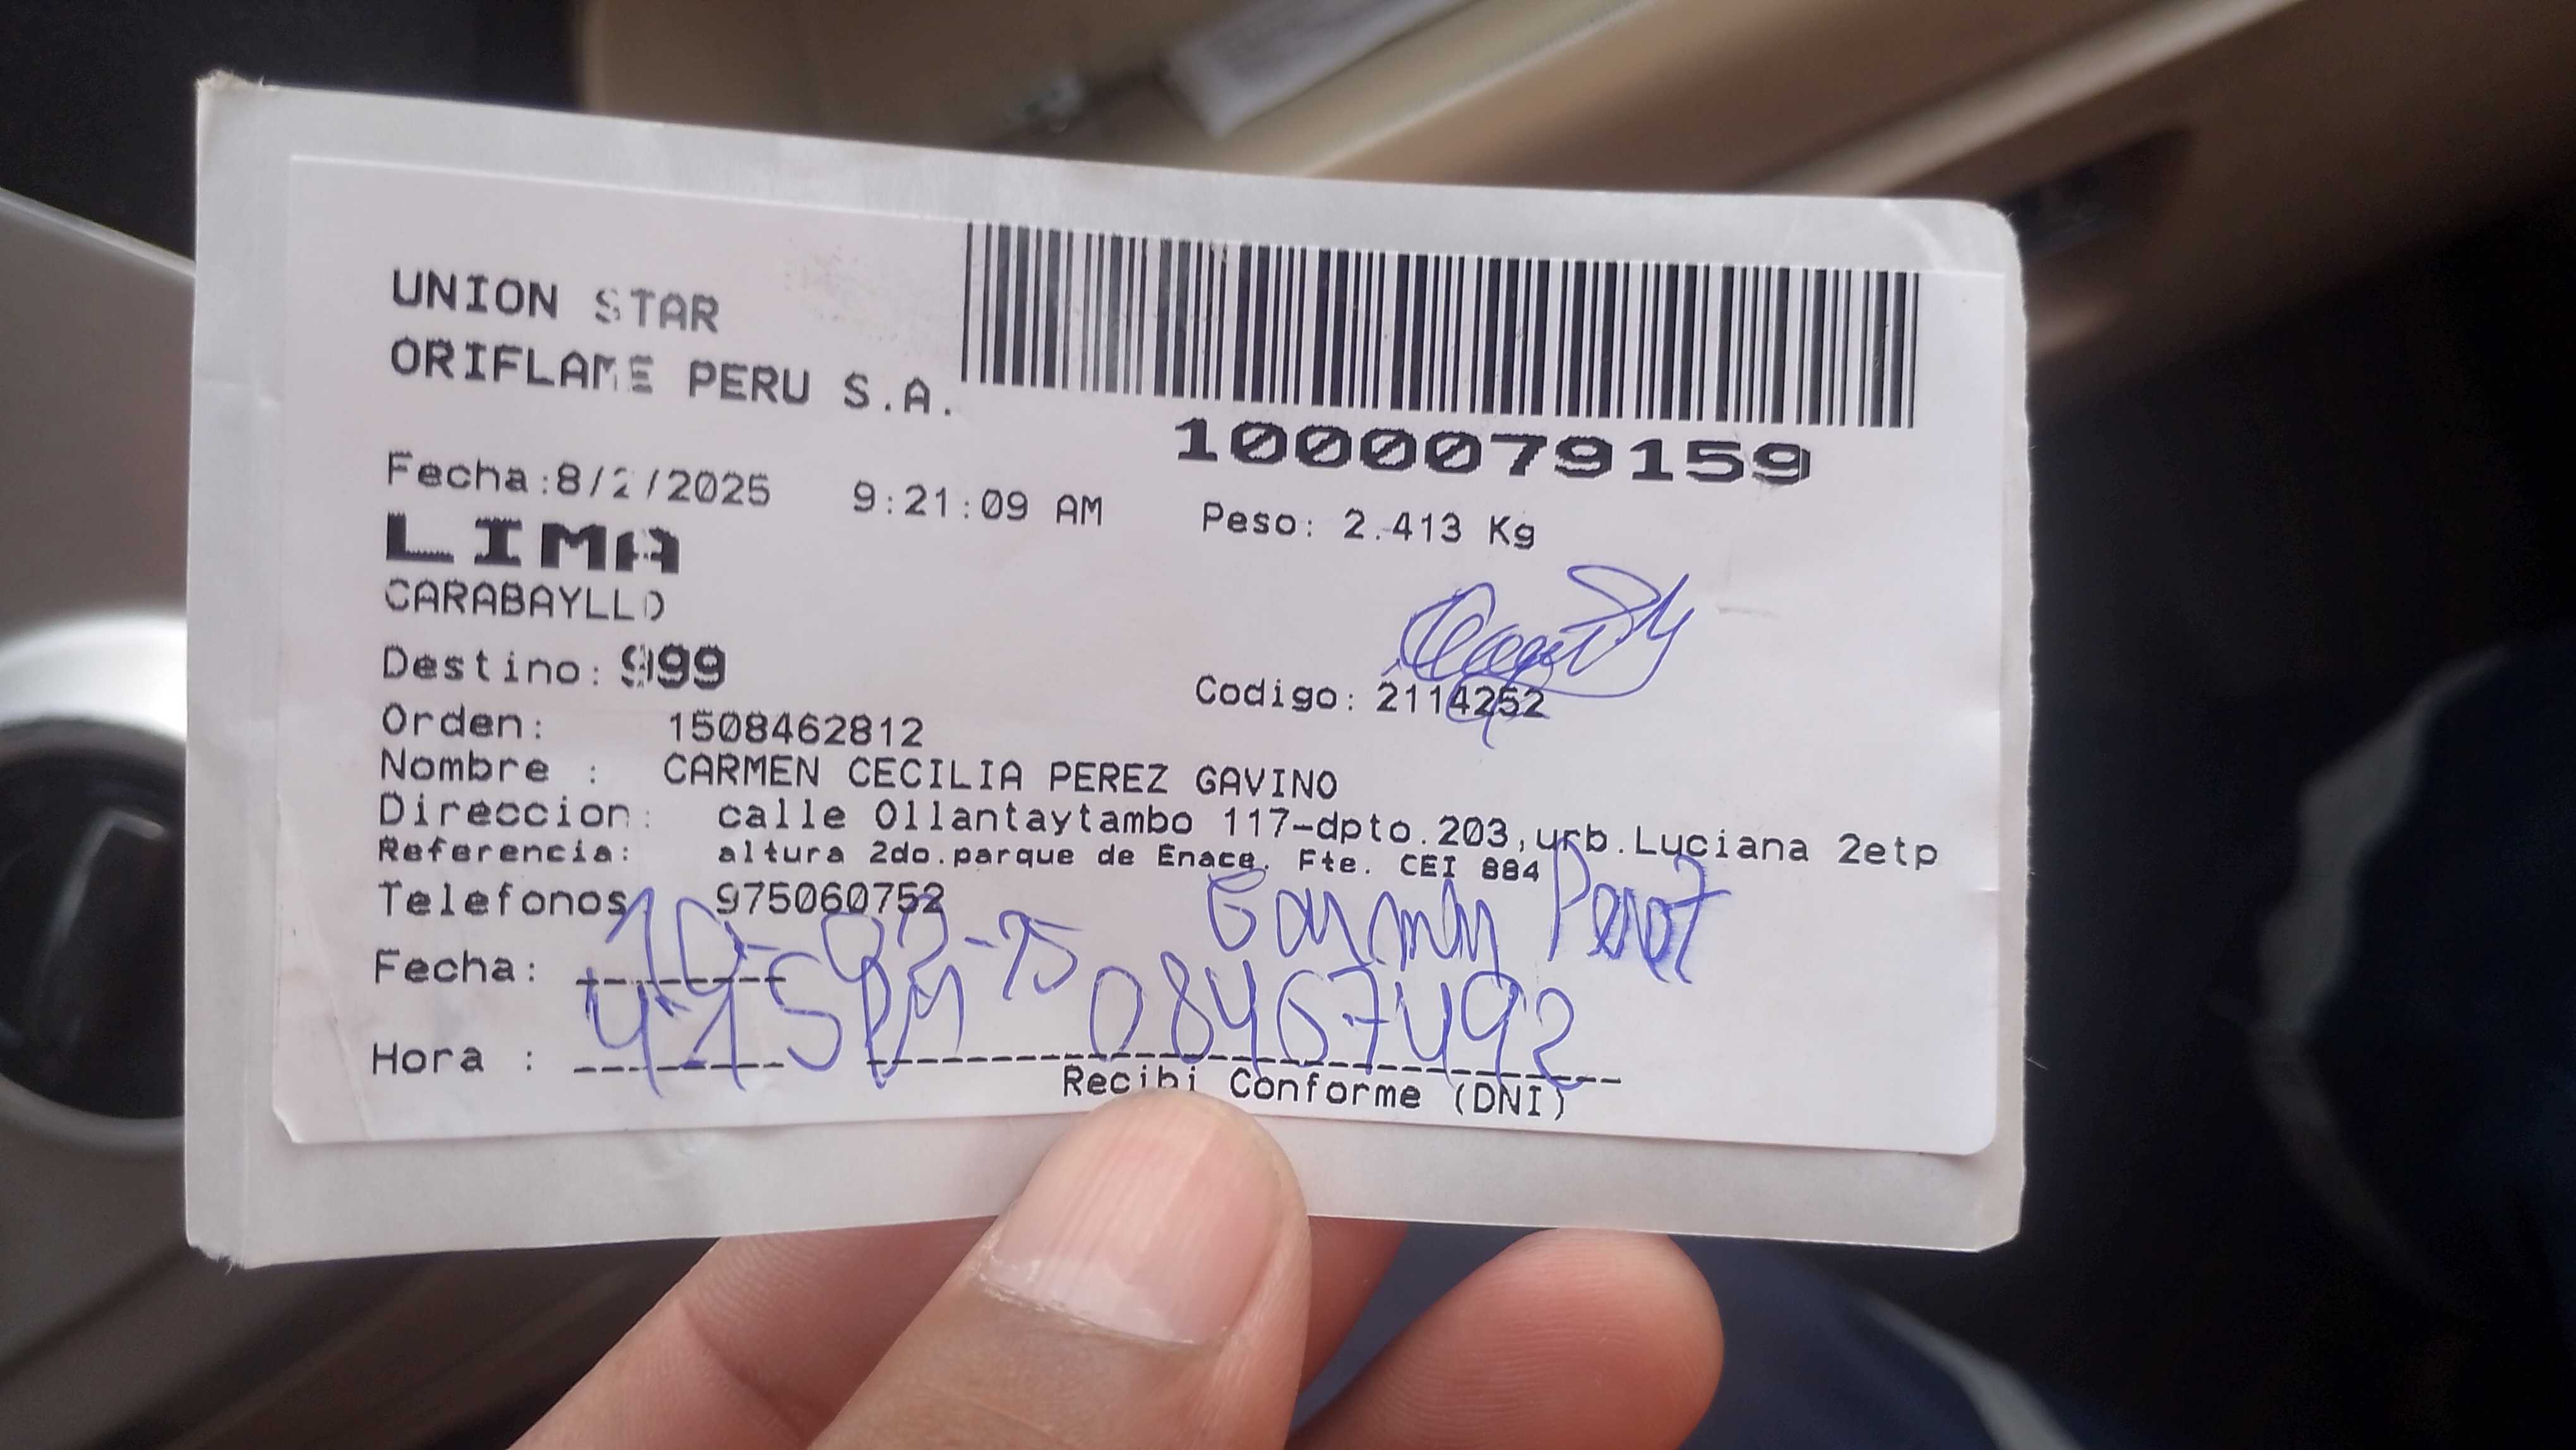 UNION STAR
ORIFLAME PERU S.A.
1000079159
Fecha:8/2/2025 9:21:09 AM Peso: 2.413 Kg
LIMA
CARABAYLLO
Destino: 999
Codigo: 2114252
Orden: 1508462812
Nombre : CARMEN CECILIA PEREZ GAVINO
Direccion: calle Ollantaytambo 117-dpto.203,urb.Luciana 2etp
Referencia: altura 2do.parque de Enace. Fte. CEI 884
Telefonos 975060752
Perez
Fecha: 10-02-25
Hora : 4:15 PM 08467492
Recibi Conforme (DNI)